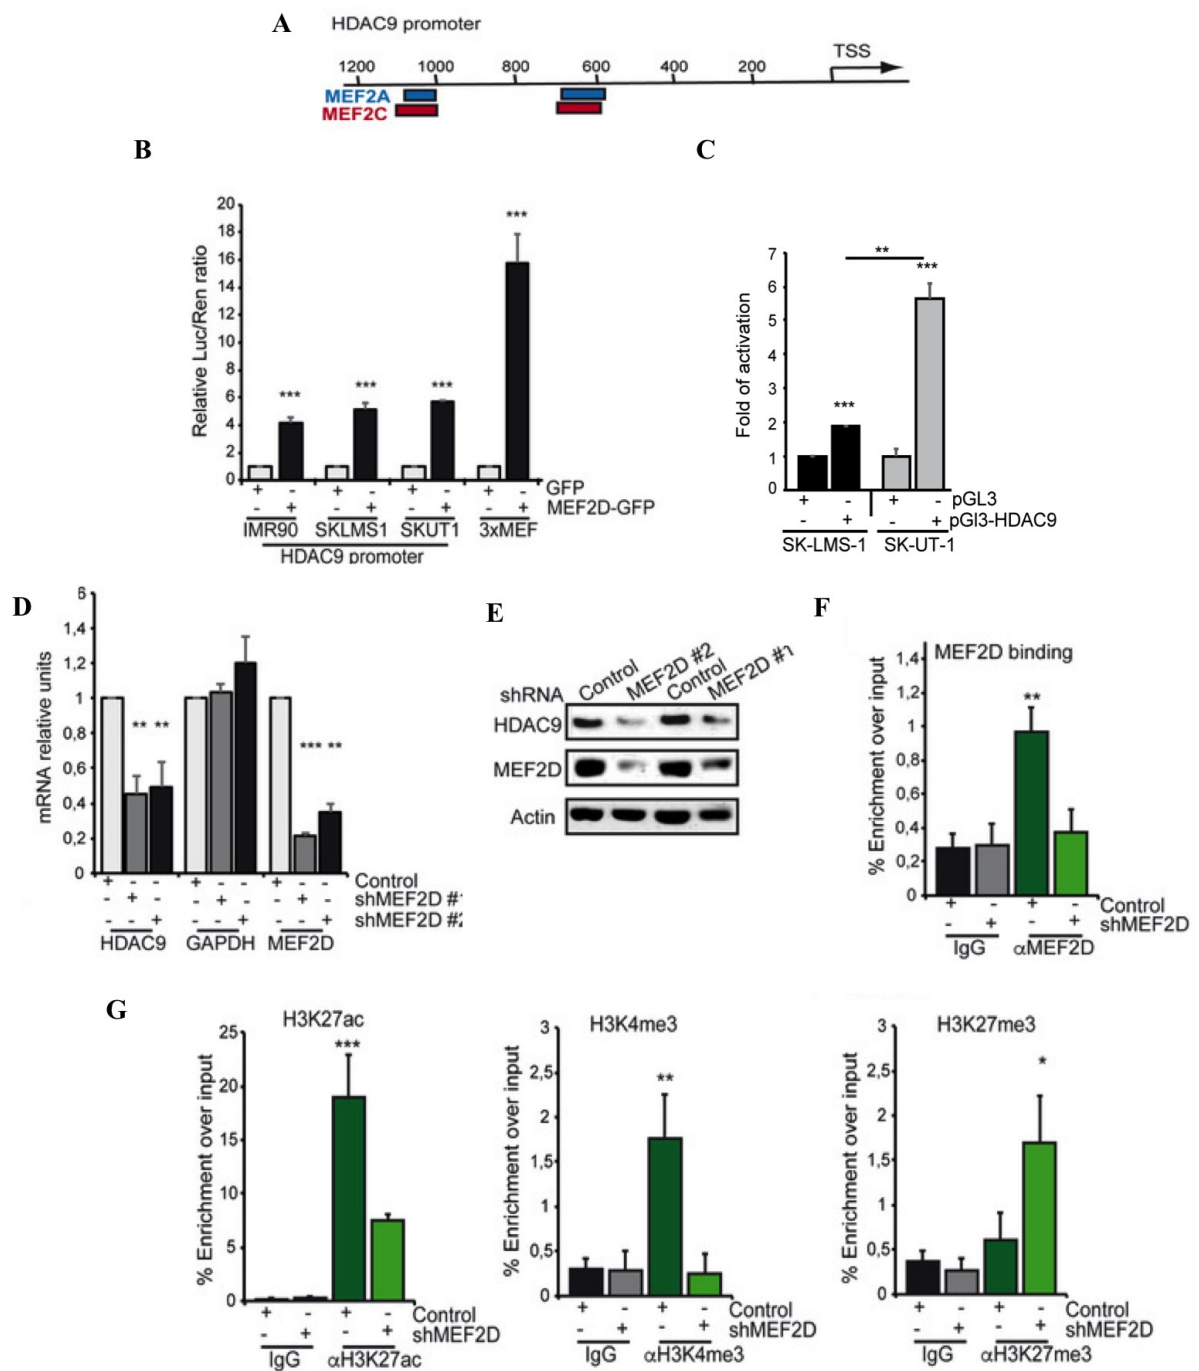 A
HDAC9 promoter
TSS
1200 1000 800 600 400 200
MEF2A
MEF2C
B
C
Relative Luc/Ren ratio
20
18
16
14
12
10
8
6
4
2
0
*** *** *** ***
+ - + - + - + - GFP
- + - + - + - + MEF2D-GFP
IMR90 SKLMS1 SKUT1 3xMEF
HDAC9 promoter
Fold of activation
7
6
5
4
3
2
1
0
**
*** ***
+ - + - pGL3
- + - + pGl3-HDAC9
SK-LMS-1 SK-UT-1
D
E
F
mRNA relative units
6
1,4
1,2
1
0,8
0,6
0,4
0,2
0
** ** *** **
+ - - + - - + - - Control
- + - - + - - + - shMEF2D #1
- - + - - + - - + shMEF2D #2
HDAC9 GAPDH MEF2D
shRNA Control MEF2D #2 Control MEF2D #1
HDAC9
MEF2D
Actin
MEF2D binding
% Enrichment over input
1,4
1,2
1
0,6
0,4
0,2
0
**
+ - + - Control
- + - + shMEF2D
IgG αMEF2D
G
H3K27ac
% Enrichment over input
25
20
15
10
5
0
***
+ - + - Control
- + - + shMEF2D
IgG αH3K27ac
H3K4me3
% Enrichment over input
3
2,5
2
1,5
1
0,5
0
**
+ - + - Control
- + - + shMEF2D
IgG αH3K4me3
H3K27me3
% Enrichment over input
3
2,5
2
1,5
1
0,5
0
*
+ - + - Control
- + - + shMEF2D
IgG αH3K27me3